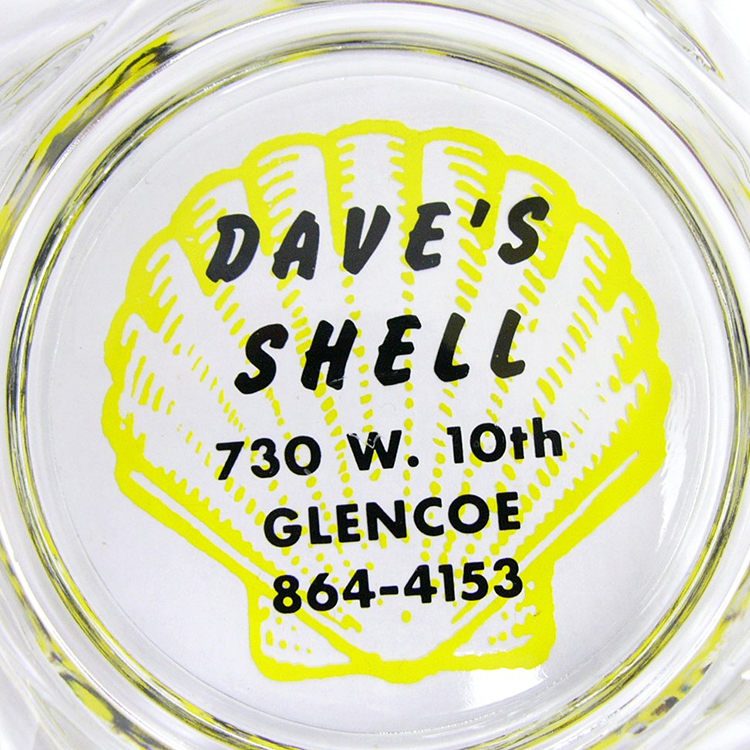 DAVE'S
SHELL
730 W. 10th
GLENCOE
864-4153